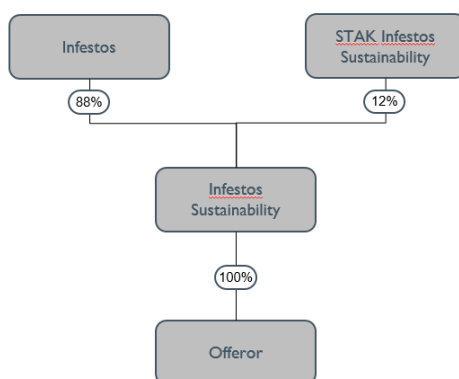 Infestos
STAK Infestos
Sustainability
88%
12%
Infestos
Sustainability
100%
Offeror